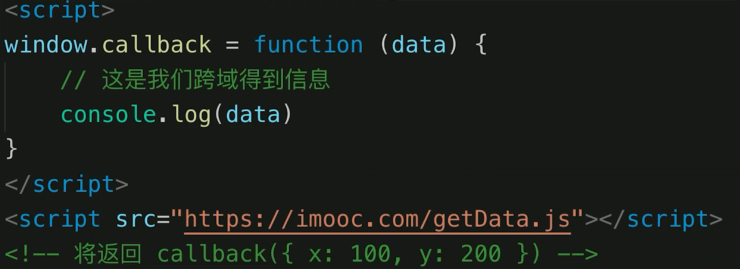 <script>
window.callback = function (data) {
    // 这是我们跨域得到信息
    console.log(data)
}
</script>
<script src="https://imooc.com/getData.js"></script>
<!-- 将返回 callback({ x: 100, y: 200 }) -->